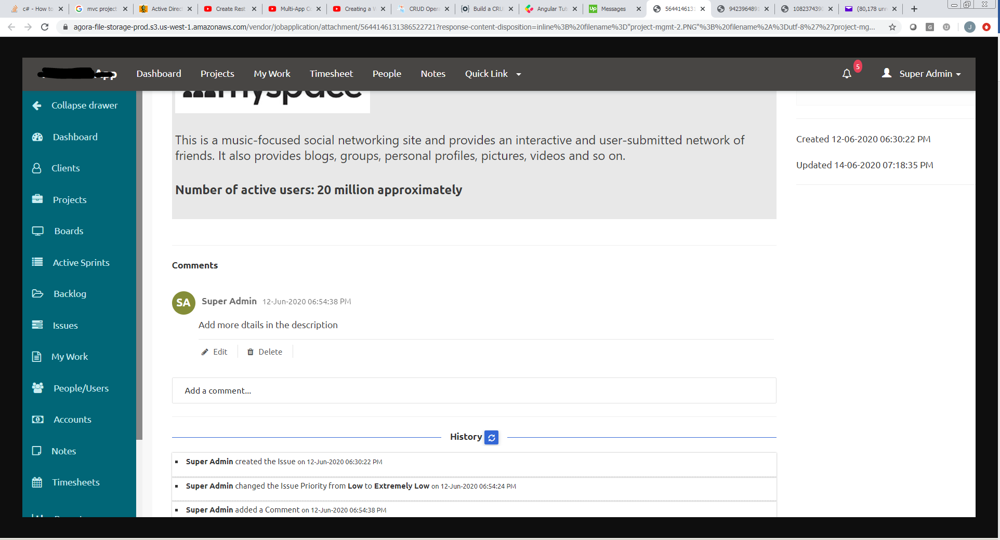 c# - How to
mvc project
Active Direc
Create Rest
Multi-App C
Creating a W
CRUD Opera
Build a CRU
Angular Tut
Messages
5644146131
9423964891
1082374390
(80,178 unr
agora-file-storage-prod.s3.us-west-1.amazonaws.com/vendor/jobapplication/attachment/5644146131386522721?response-content-disposition=inline%3B%20filename%3D"project-mgmt-2.PNG"%3B%20filename%2A%3Dutf-8%27%27project-mg...
App
Dashboard
Projects
My Work
Timesheet
People
Notes
Quick Link
5
Super Admin
Collapse drawer
Dashboard
Clients
Projects
Boards
Active Sprints
Backlog
Issues
My Work
People/Users
Accounts
Notes
Timesheets
myspace
This is a music-focused social networking site and provides an interactive and user-submitted network of
friends. It also provides blogs, groups, personal profiles, pictures, videos and so on.
Number of active users: 20 million approximately
Created 12-06-2020 06:30:22 PM
Updated 14-06-2020 07:18:35 PM
Comments
SA
Super Admin 12-Jun-2020 06:54:38 PM
Add more dtails in the description
Edit
Delete
Add a comment...
History
Super Admin created the Issue on 12-Jun-2020 06:30:22 PM
Super Admin changed the Issue Priority from Low to Extremely Low on 12-Jun-2020 06:54:24 PM
Super Admin added a Comment on 12-Jun-2020 06:54:38 PM